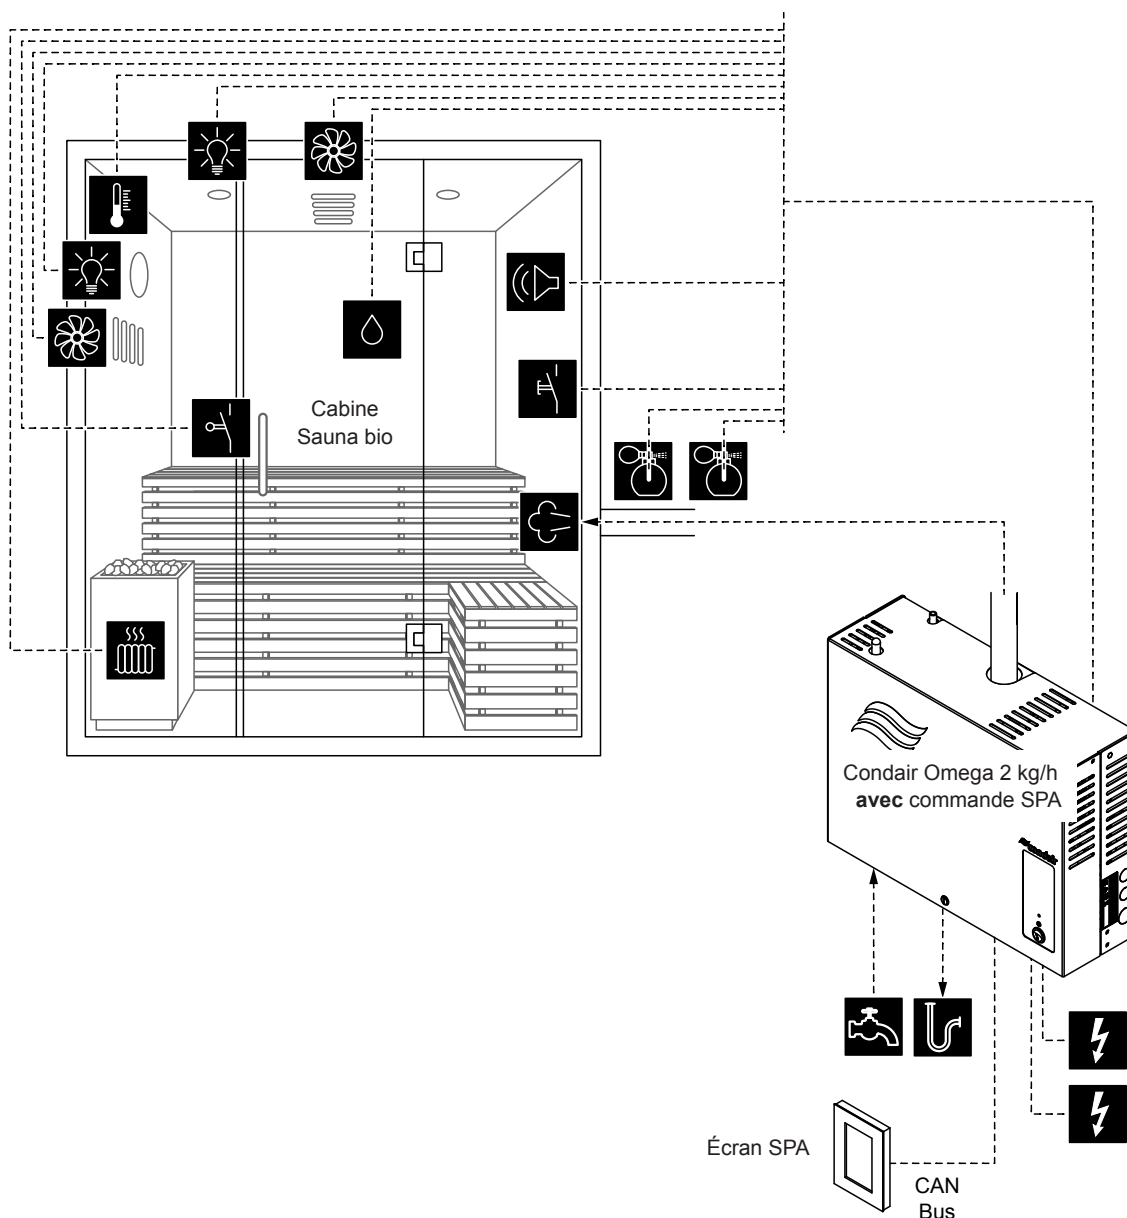 Cabine
Sauna bio
Condair Omega 2 kg/h
avec commande SPA
Écran SPA
CAN
Bus